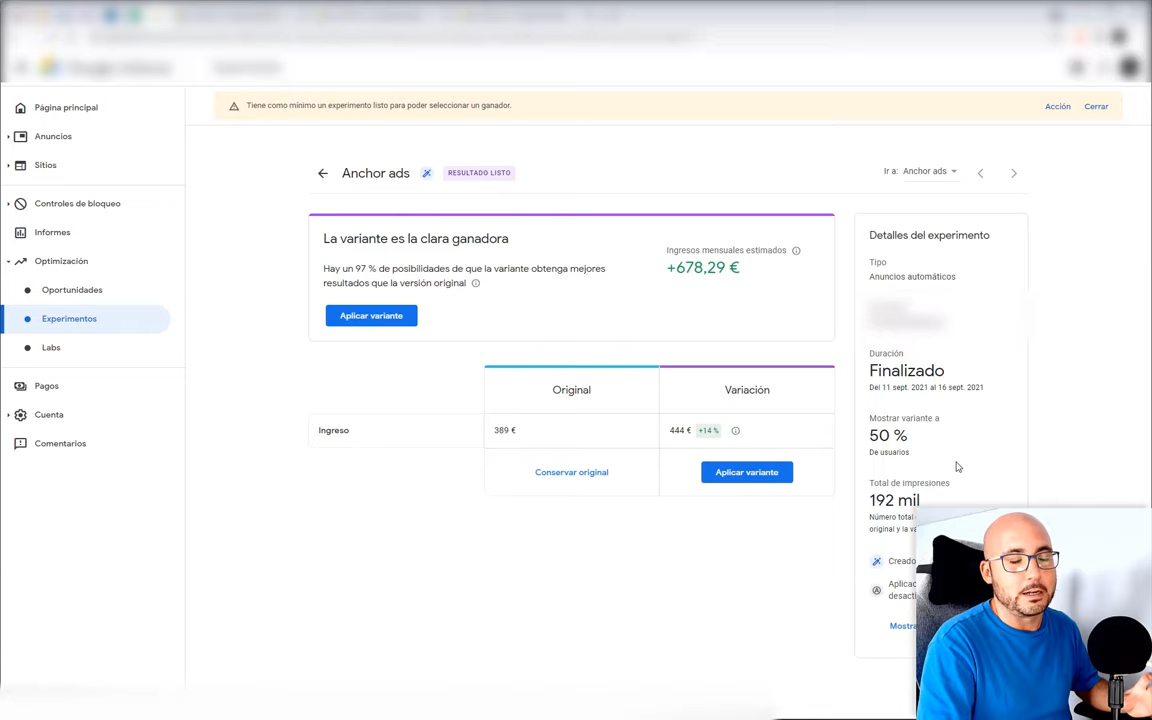 Página principal
Anuncios
Sitios
Controles de bloqueo
Informes
Optimización
Oportunidades
Experimentos
Labs
Pagos
Cuenta
Comentarios
Tiene como mínimo un experimento listo para poder seleccionar un ganador.
Acción
Cerrar
Anchor ads
RESULTADO LISTO
Ir a: Anchor ads
La variante es la clara ganadora
Hay un 97 % de posibilidades de que la variante obtenga mejores
resultados que la versión original
Aplicar variante
Ingresos mensuales estimados
+678,29 €
Original
Variación
Ingreso
389 €
444 € +14 %
Conservar original
Aplicar variante
Detalles del experimento
Tipo
Anuncios automáticos
Duración
Finalizado
Del 11 sept. 2021 al 16 sept. 2021
Mostrar variante a
50 %
De usuarios
Total de impresiones
192 mil
Número total
original y la